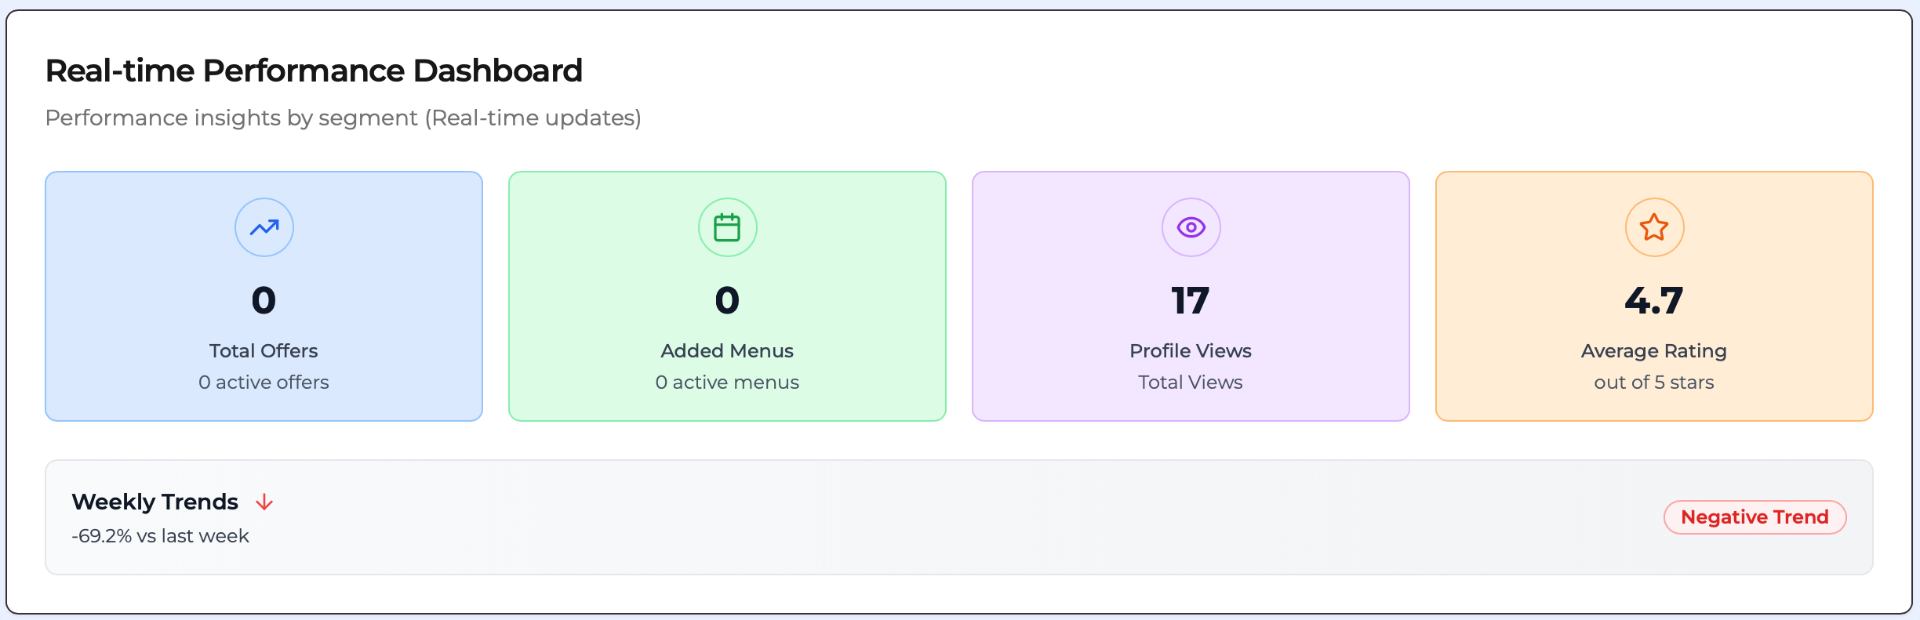 Real-time Performance Dashboard
Performance insights by segment (Real-time updates)
0
Total Offers
0 active offers
0
Added Menus
0 active menus
17
Profile Views
Total Views
4.7
Average Rating
out of 5 stars
Weekly Trends
-69.2% vs last week
Negative Trend